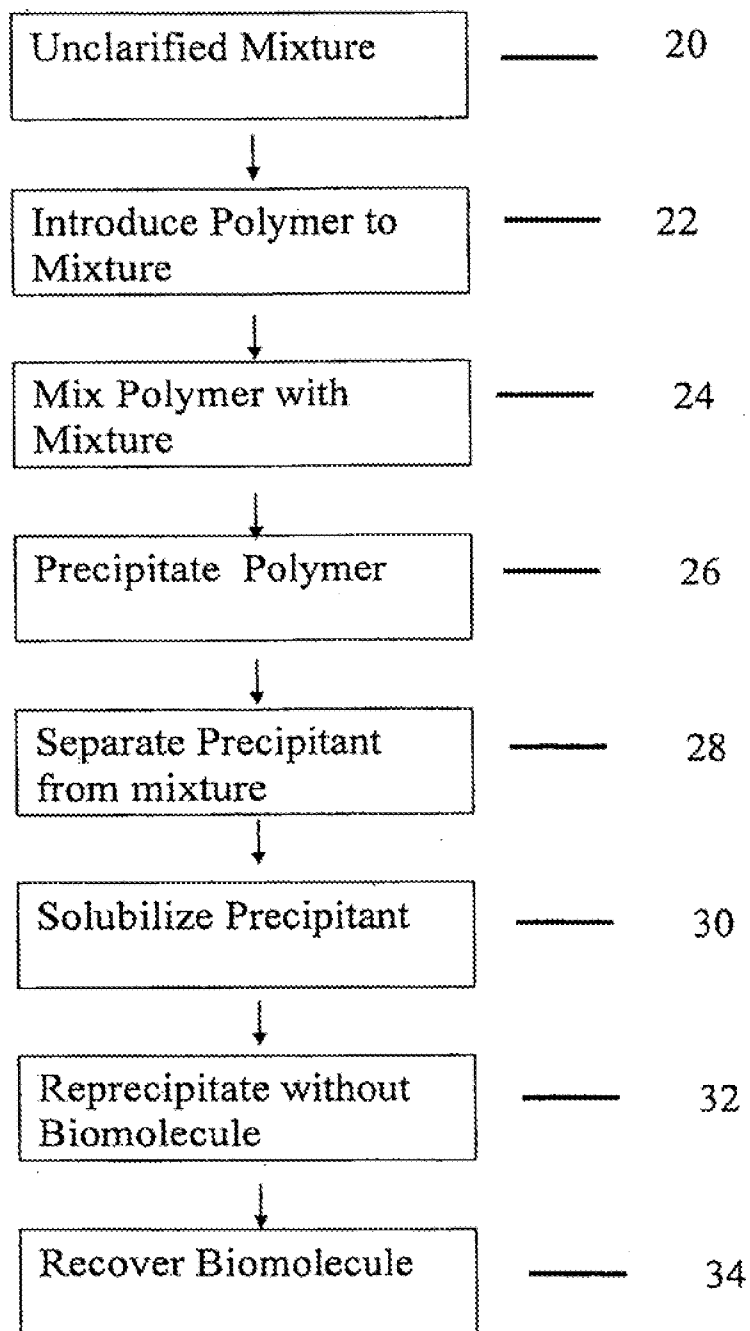 Unclarified Mixture
20
Introduce Polymer to
Mixture
22
Mix Polymer with
Mixture
24
Precipitate Polymer
26
Separate Precipitant
from mixture
28
Solubilize Precipitant
30
Reprecipitate without
Biomolecule
32
Recover Biomolecule
34